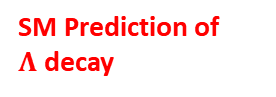 SM Prediction of
Λ decay